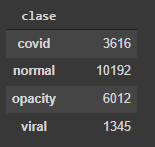 clase
covid 3616
normal 10192
opacity 6012
viral 1345